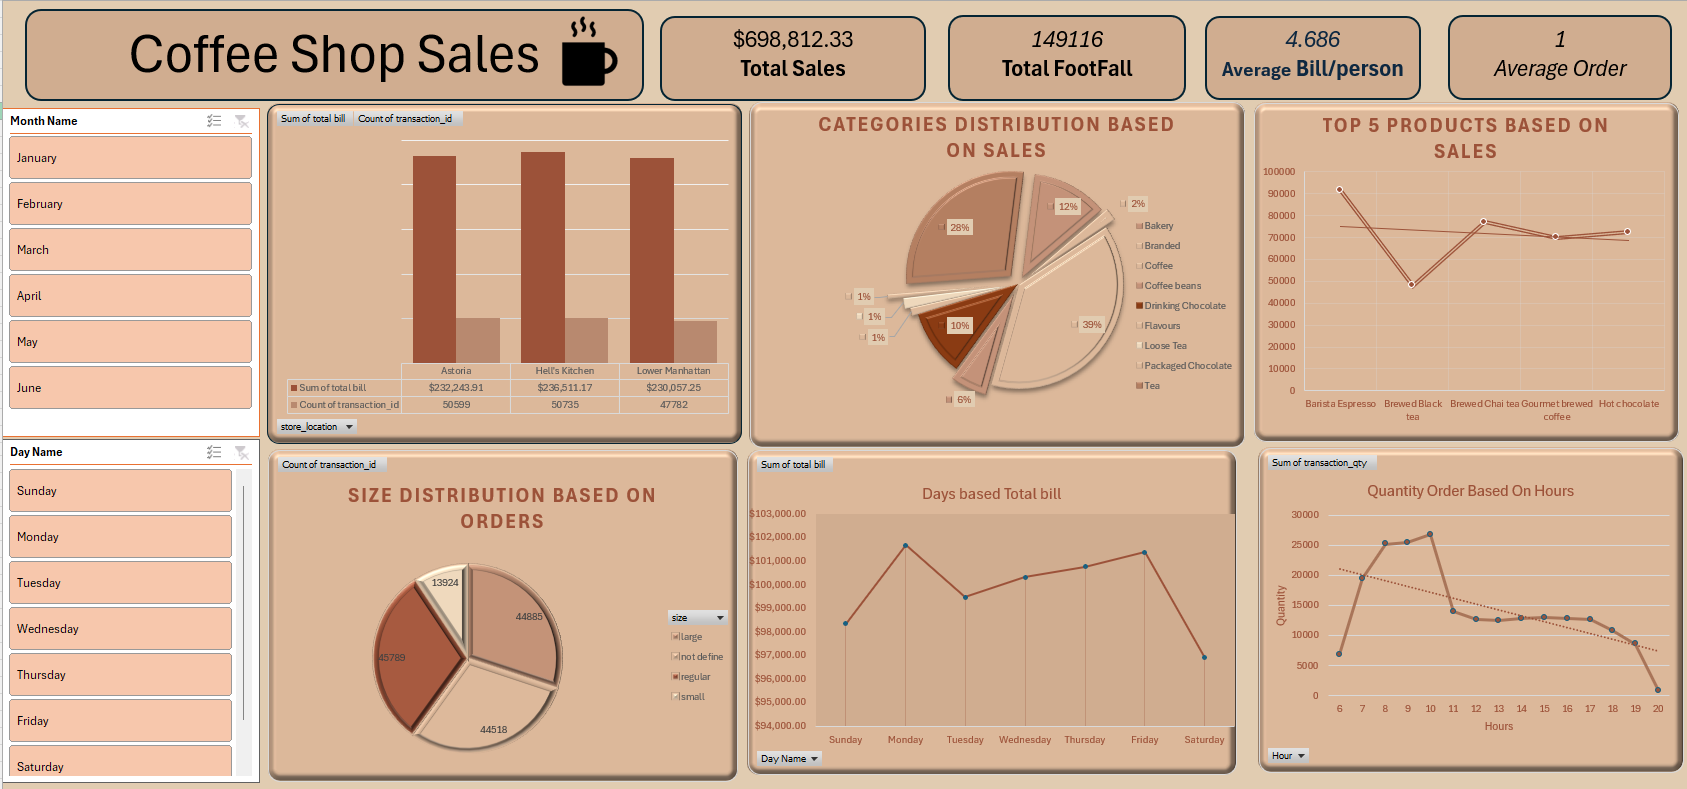 Coffee Shop Sales
$698,812.33
Total Sales
149116
Total FootFall
4.686
Average Bill/person
1
Average Order
Month Name
January
February
March
April
May
June
Day Name
Sunday
Monday
Tuesday
Wednesday
Thursday
Friday
Saturday
Sum of total bill Count of transaction_id
Astoria Hell's Kitchen Lower Manhattan
Sum of total bill $232,243.91 $236,511.17 $230,057.25
Count of transaction_id 50599 50735 47782
store_location
CATEGORIES DISTRIBUTION BASED
ON SALES
28%
12%
2%
1%
1%
1%
10%
39%
6%
Bakery
Branded
Coffee
Coffee beans
Drinking Chocolate
Flavours
Loose Tea
Packaged Chocolate
Tea
TOP 5 PRODUCTS BASED ON
SALES
100000
90000
80000
70000
60000
50000
40000
30000
20000
10000
0
Barista Espresso Brewed Black Brewed Chai tea Gourmet brewed Hot chocolate
tea coffee
Count of transaction_id
SIZE DISTRIBUTION BASED ON
ORDERS
13924
44885
45789
44518
size
large
not define
regular
small
Sum of total bill
Days based Total bill
$103,000.00
$102,000.00
$101,000.00
$100,000.00
$99,000.00
$98,000.00
$97,000.00
$96,000.00
$95,000.00
$94,000.00
Sunday Monday Tuesday Wednesday Thursday Friday Saturday
Day Name
Sum of transaction_qty
Quantity Order Based On Hours
Quantity
30000
25000
20000
15000
10000
5000
0
6 7 8 9 10 11 12 13 14 15 16 17 18 19 20
Hours
Hour